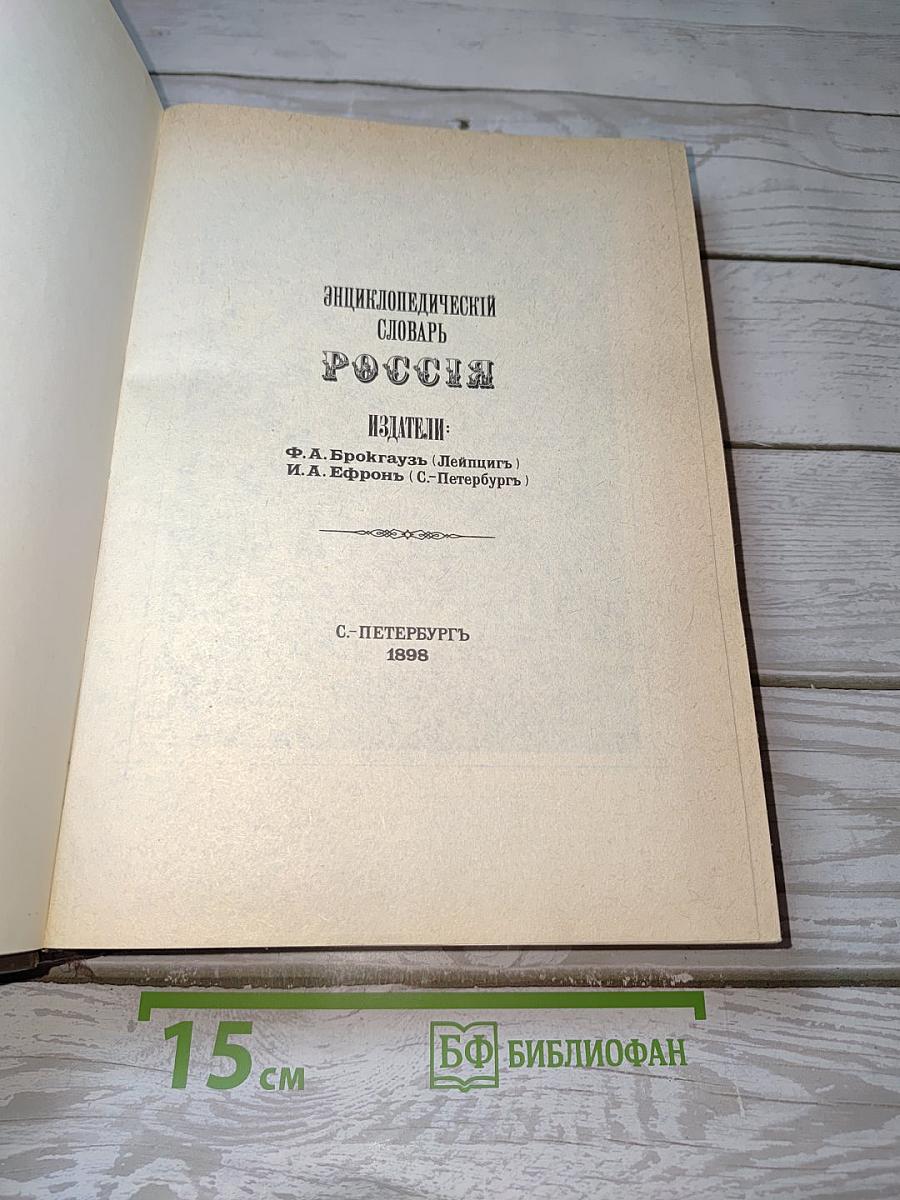 ЭНЦИКЛОПЕДИЧЕСКІЙ
СЛОВАРЬ
РОССІЯ
ИЗДАТЕЛИ:
Ф. А. Брокгаузъ (Лейпцигъ)
И. А. Ефронъ (С.-Петербургъ)
С.-ПЕТЕРБУРГЪ
1898
15 см
БФ БИБЛИОФАН